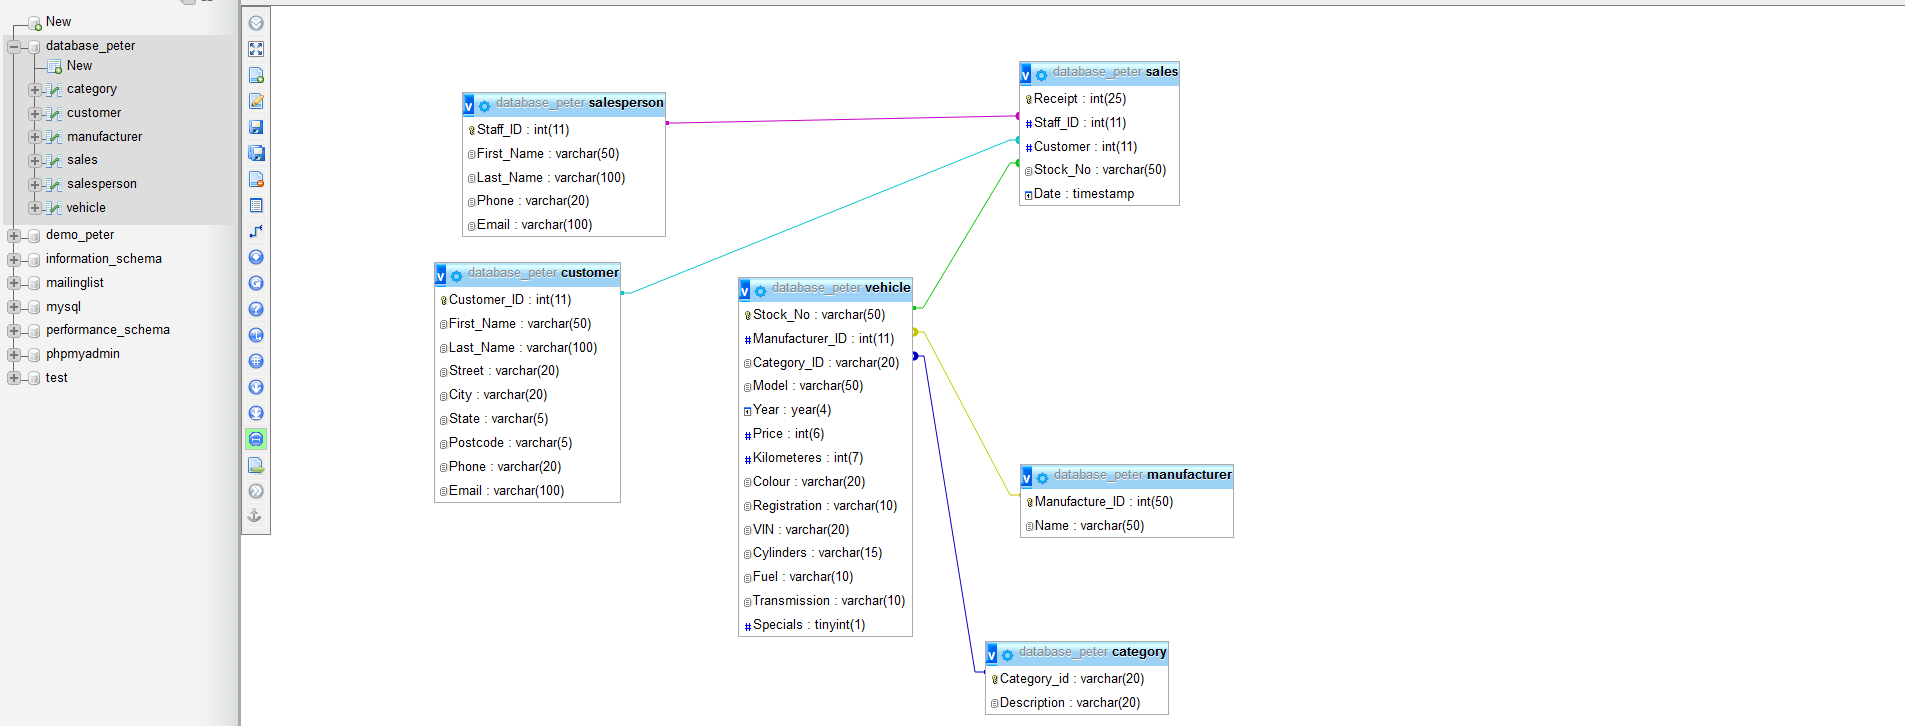 New
database_peter
New
category
customer
manufacturer
sales
salesperson
vehicle
demo_peter
information_schema
mailinglist
mysql
performance_schema
phpmyadmin
test
v database_peter salesperson
Staff_ID : int(11)
First_Name : varchar(50)
Last_Name : varchar(100)
Phone : varchar(20)
Email : varchar(100)
v database_peter sales
Receipt : int(25)
#Staff_ID : int(11)
#Customer : int(11)
Stock_No : varchar(50)
Date : timestamp
v database_peter customer
Customer_ID : int(11)
First_Name : varchar(50)
Last_Name : varchar(100)
Street : varchar(20)
City : varchar(20)
State : varchar(5)
Postcode : varchar(5)
Phone : varchar(20)
Email : varchar(100)
v database_peter vehicle
Stock_No : varchar(50)
#Manufacturer_ID : int(11)
Category_ID : varchar(20)
Model : varchar(50)
Year : year(4)
#Price : int(6)
#Kilometeres : int(7)
Colour : varchar(20)
Registration : varchar(10)
VIN : varchar(20)
Cylinders : varchar(15)
Fuel : varchar(10)
Transmission : varchar(10)
#Specials : tinyint(1)
v database_peter manufacturer
Manufacture_ID : int(50)
Name : varchar(50)
v database_peter category
Category_id : varchar(20)
Description : varchar(20)